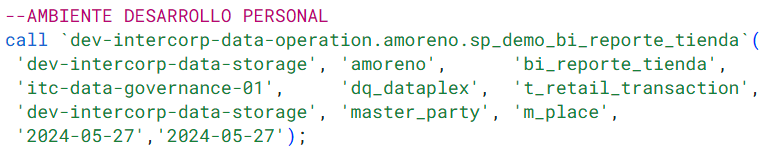 --AMBIENTE DESARROLLO PERSONAL
call `dev-intercorp-data-operation.amoreno.sp_demo_bi_reporte_tienda`(
'dev-intercorp-data-storage', 'amoreno', 'bi_reporte_tienda',
'itc-data-governance-01', 'dq_dataplex', 't_retail_transaction',
'dev-intercorp-data-storage', 'master_party', 'm_place',
'2024-05-27','2024-05-27');